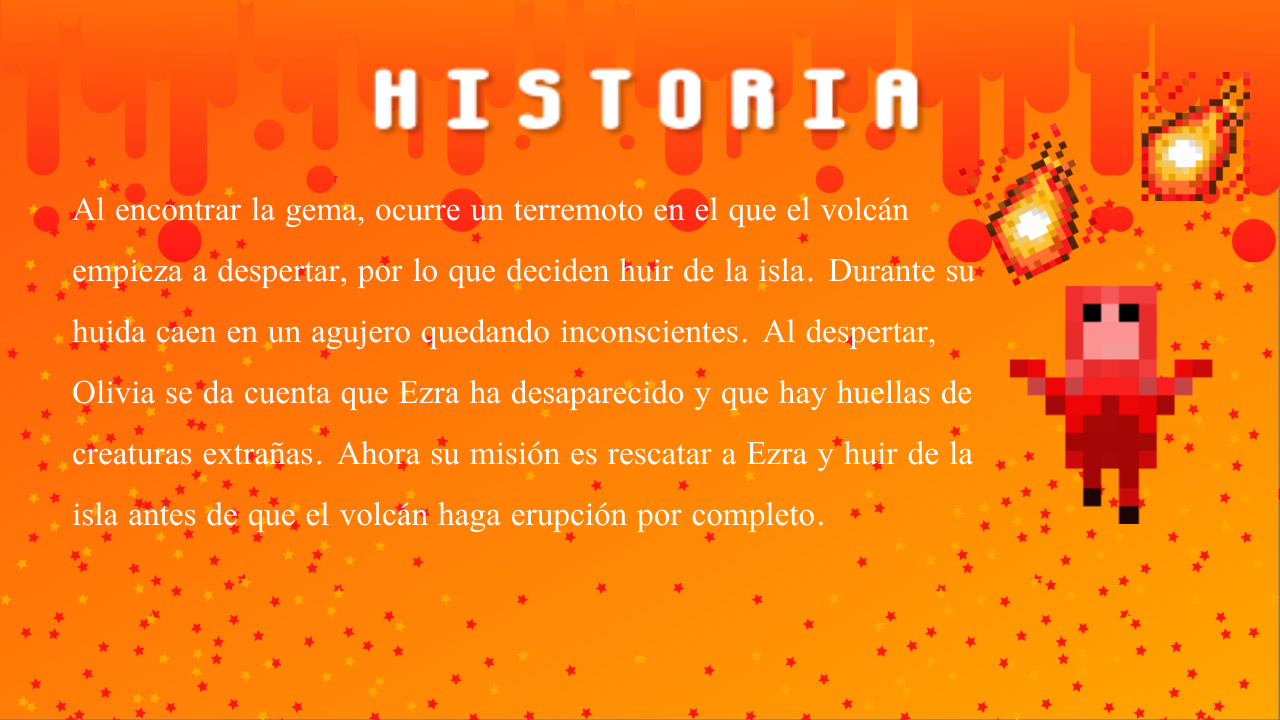 HISTORIA
Al encontrar la gema, ocurre un terremoto en el que el volcán
empieza a despertar, por lo que deciden huir de la isla. Durante su
huida caen en un agujero quedando inconscientes. Al despertar,
Olivia se da cuenta que Ezra ha desaparecido y que hay huellas de
creaturas extrañas. Ahora su misión es rescatar a Ezra y huir de la
isla antes de que el volcán haga erupción por completo.